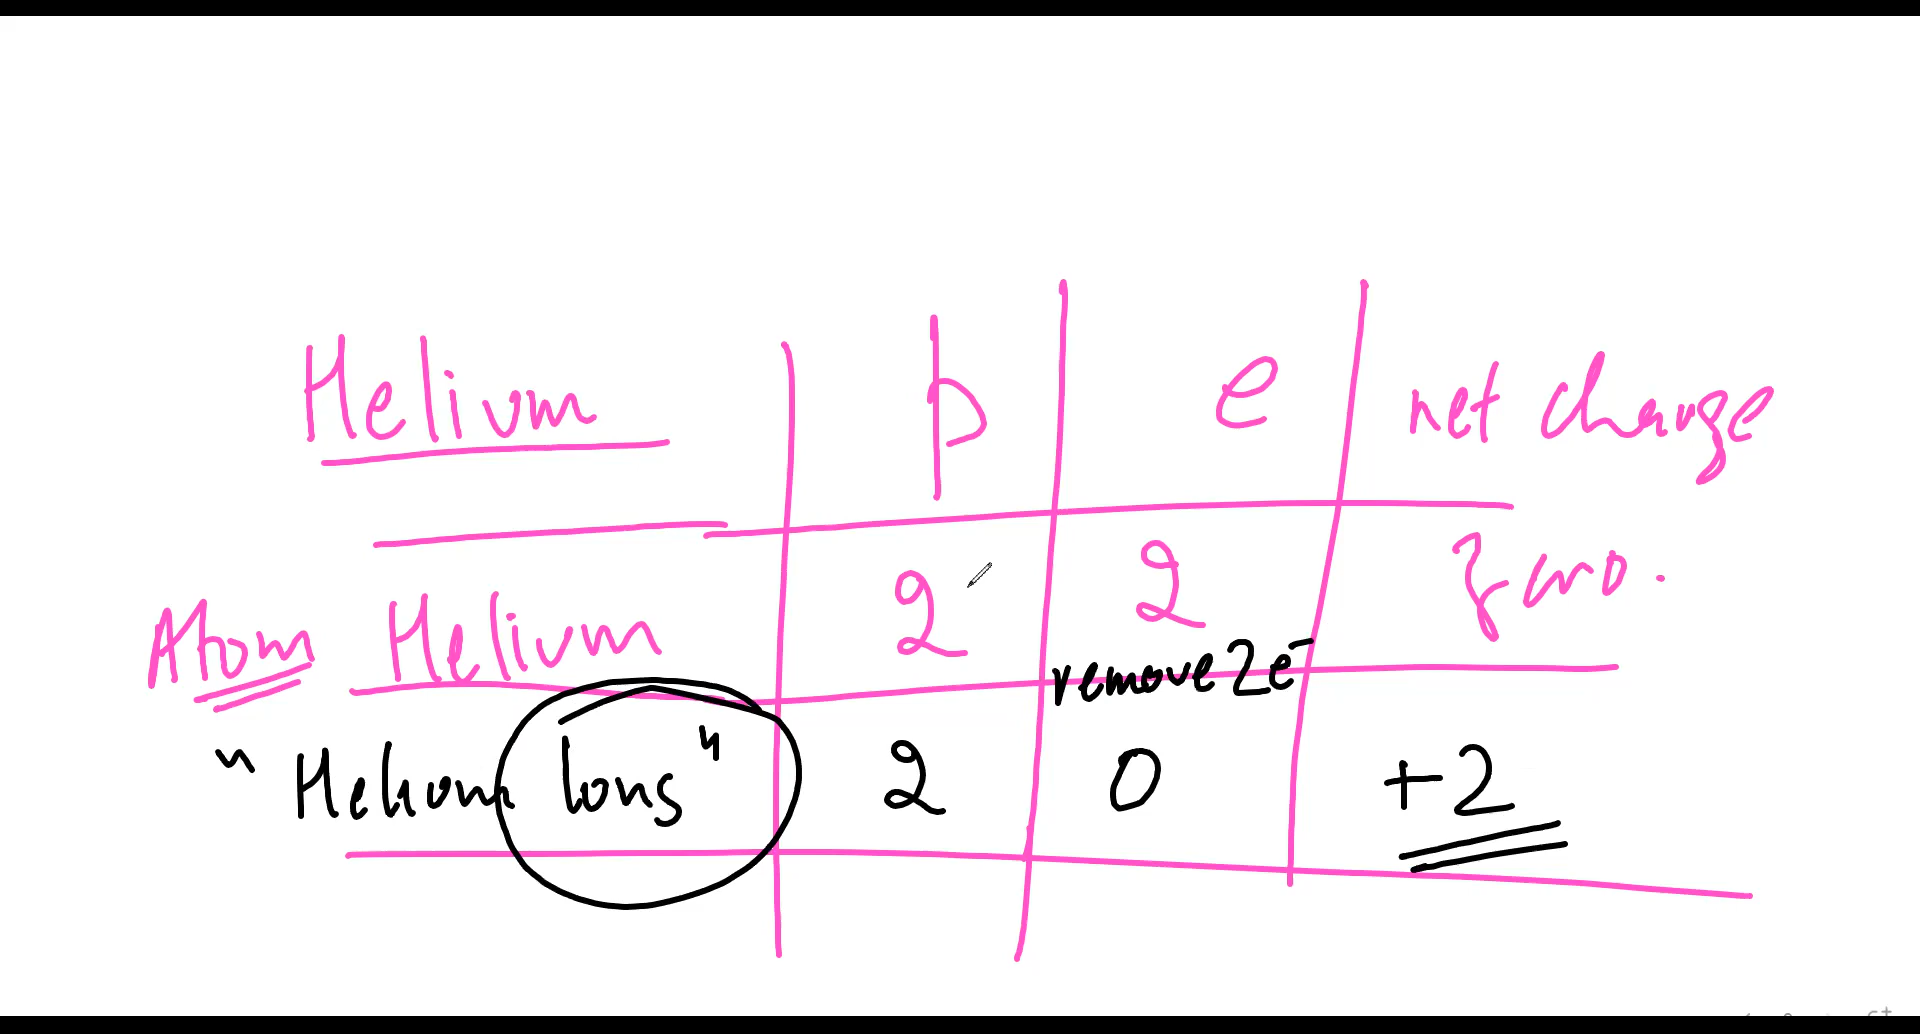 Helium p e net charge
Atom Helium 2 2 zero.
remove 2e⁻
"Helium Ions" 2 0 +2